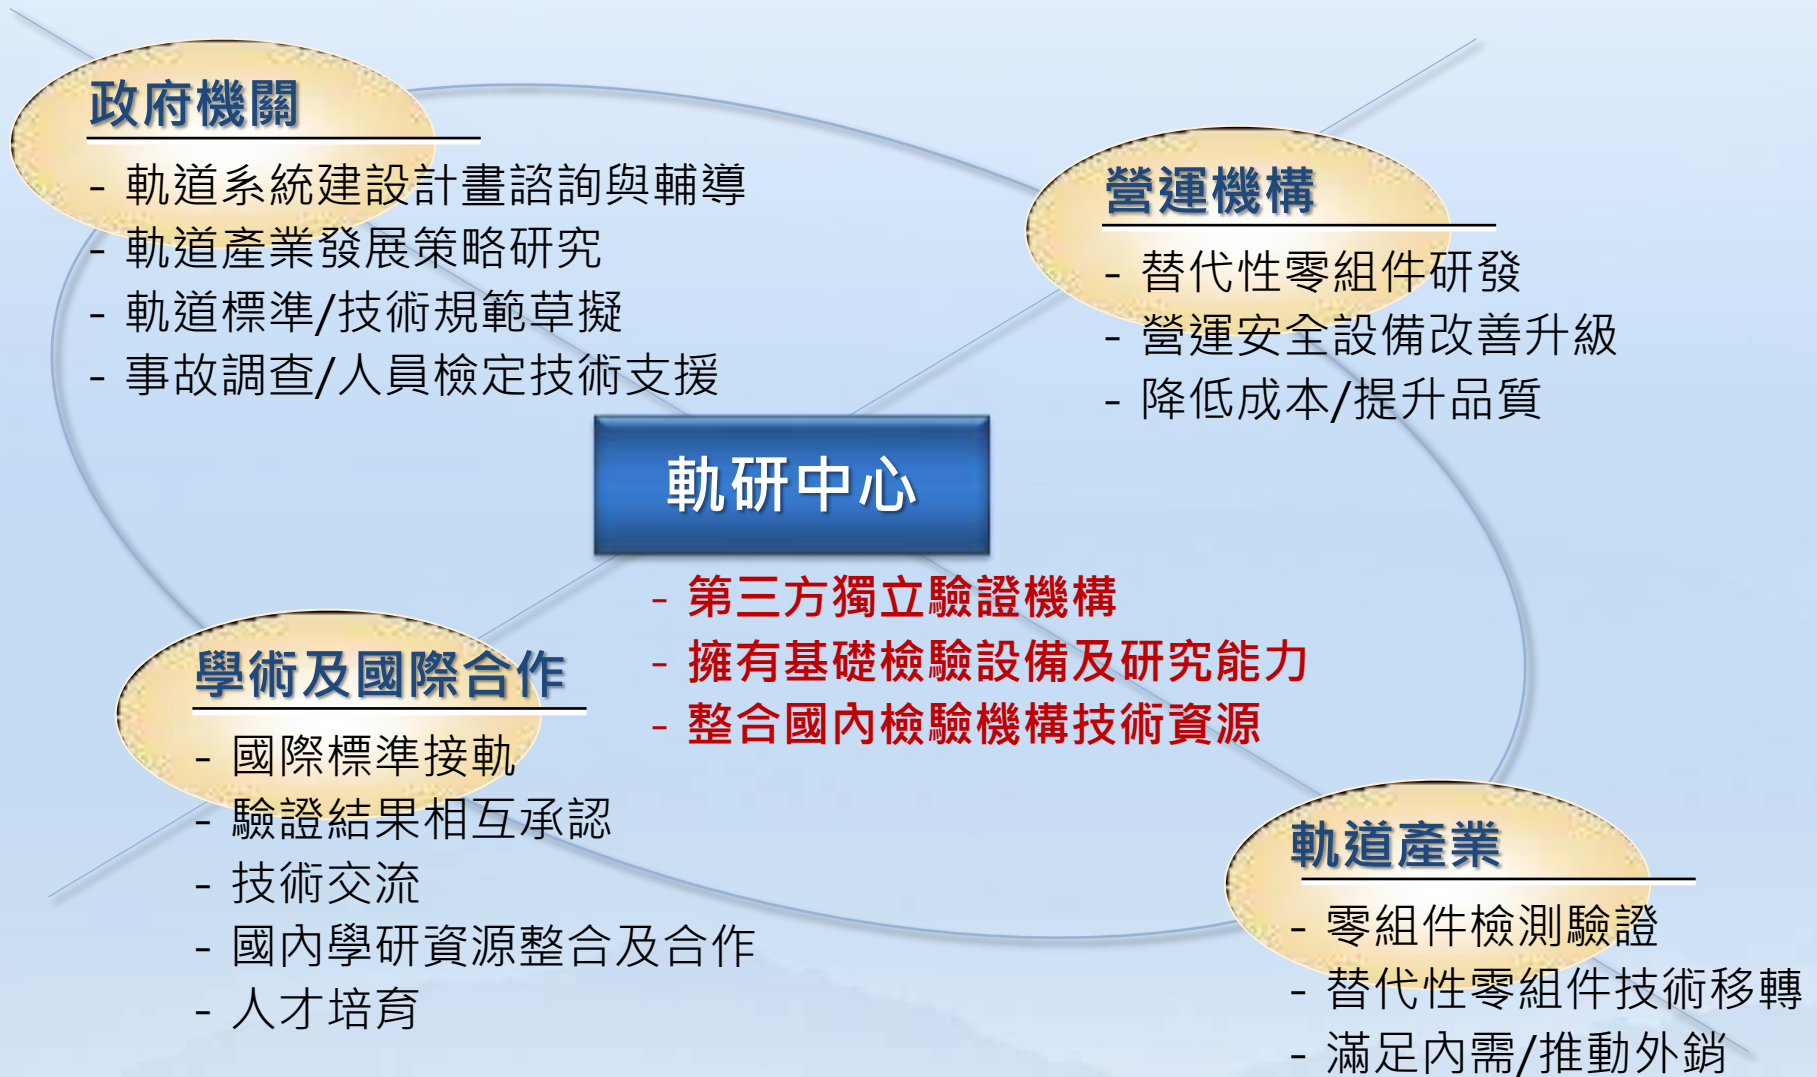 政府機關
- 軌道系統建設計畫諮詢與輔導
- 軌道產業發展策略研究
- 軌道標準/技術規範草擬
- 事故調查/人員檢定技術支援
營運機構
- 替代性零組件研發
- 營運安全設備改善升級
- 降低成本/提升品質
軌研中心
- 第三方獨立驗證機構
- 擁有基礎檢驗設備及研究能力
- 整合國內檢驗機構技術資源
學術及國際合作
- 國際標準接軌
- 驗證結果相互承認
- 技術交流
- 國內學研資源整合及合作
- 人才培育
軌道產業
- 零組件檢測驗證
- 替代性零組件技術移轉
- 滿足內需/推動外銷